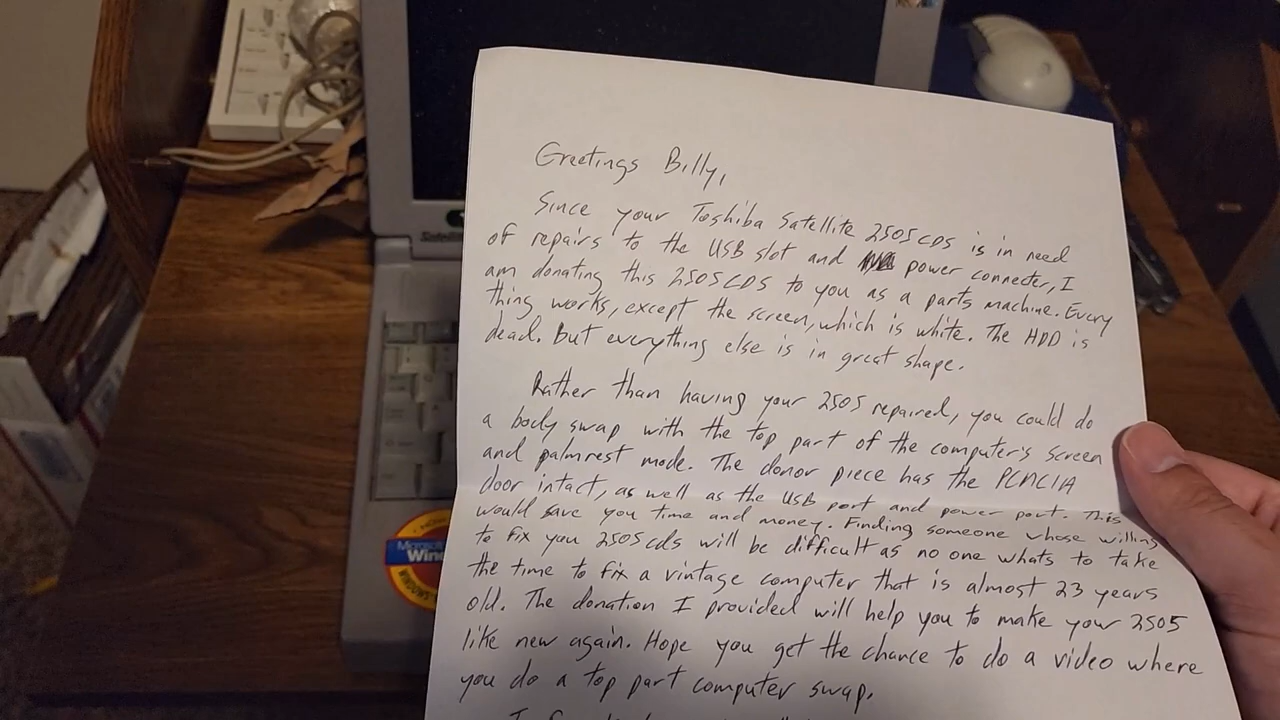 Greetings Billy,
Since your Toshiba Satellite 2505CDS is in need
of repairs to the USB slot and power connecter, I
am donating this 2505CDS to you as a parts machine. Every
thing works, except the screen, which is white. The HDD is
dead. But everything else is in great shape.
Rather than having your 2505 repaired, you could do
a body swap with the top part of the computer's screen
and palmrest mode. The donor piece has the PCMCIA
door intact, as well as the USB port and power port. This
would save you time and money. Finding someone whose willing
to fix you 2505cds will be difficult as no one whats to take
the time to fix a vintage computer that is almost 23 years
old. The donation I provided will help you to make your 2505
like new again. Hope you get the chance to do a video where
you do a top part computer swap.
Satellite
Microsoft
Wind